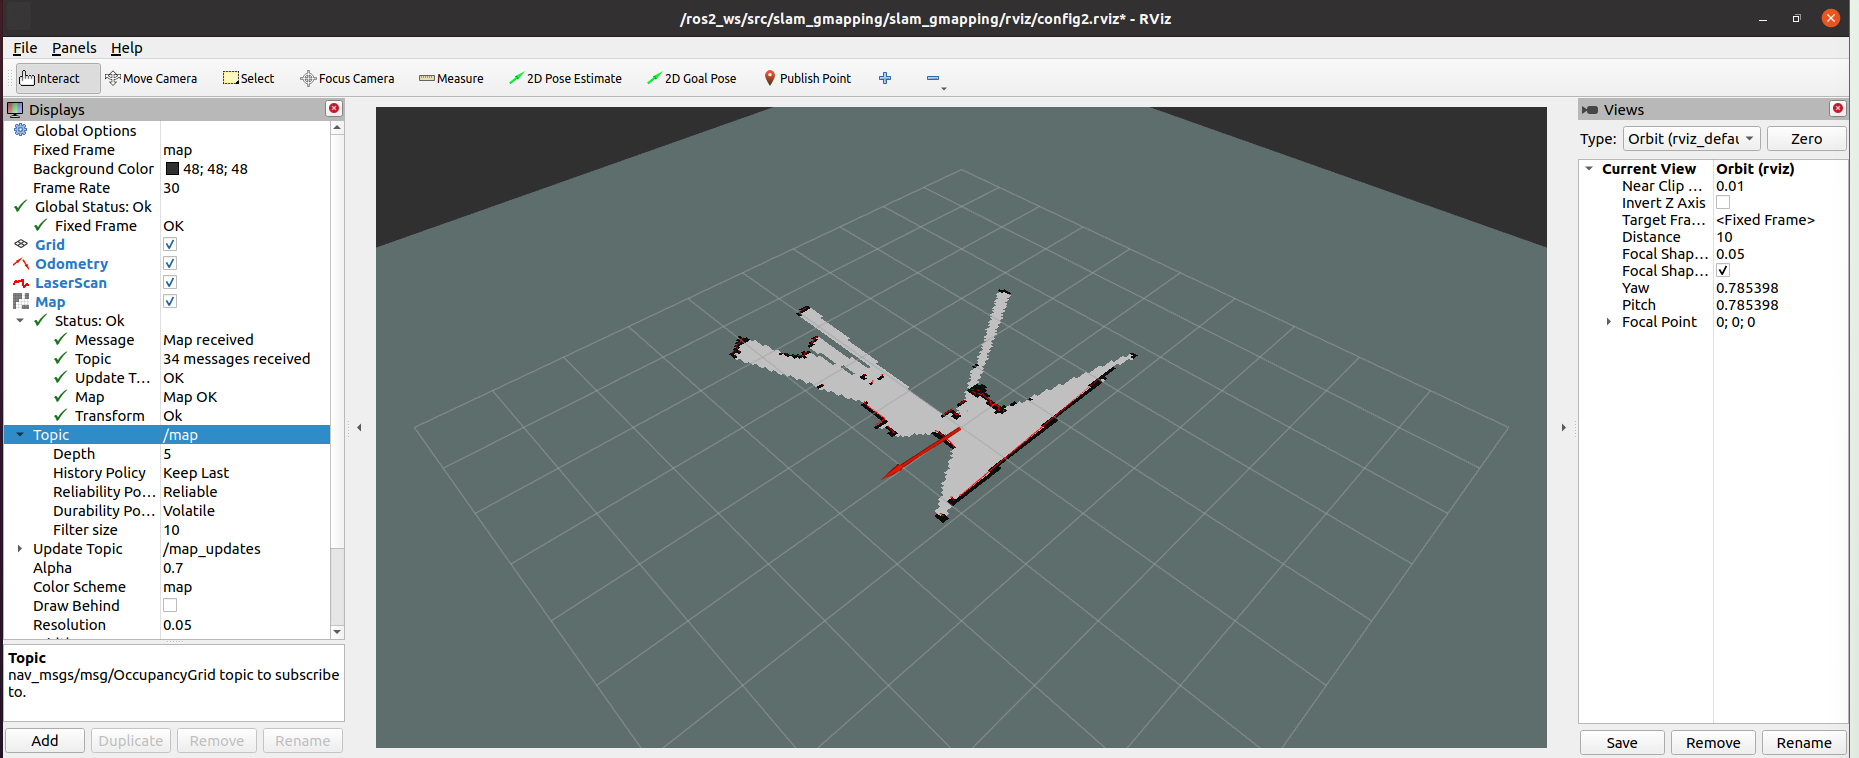 /ros2_ws/src/slam_gmapping/slam_gmapping/rviz/config2.rviz* - RViz
File Panels Help
Interact Move Camera Select Focus Camera Measure 2D Pose Estimate 2D Goal Pose Publish Point
Displays
Global Options
Fixed Frame map
Background Color 48; 48; 48
Frame Rate 30
Global Status: Ok
Fixed Frame OK
Grid
Odometry
LaserScan
Map
Status: Ok
Message Map received
Topic 34 messages received
Update T... OK
Map Map OK
Transform Ok
Topic /map
Depth 5
History Policy Keep Last
Reliability Po... Reliable
Durability Po... Volatile
Filter size 10
Update Topic /map_updates
Alpha 0.7
Color Scheme map
Draw Behind
Resolution 0.05
Topic
nav_msgs/msg/OccupancyGrid topic to subscribe
to.
Add Duplicate Remove Rename
Views
Type: Orbit (rviz_defau Zero
Current View Orbit (rviz)
Near Clip ... 0.01
Invert Z Axis
Target Fra... <Fixed Frame>
Distance 10
Focal Shap... 0.05
Focal Shap...
Yaw 0.785398
Pitch 0.785398
Focal Point 0; 0; 0
Save Remove Rename